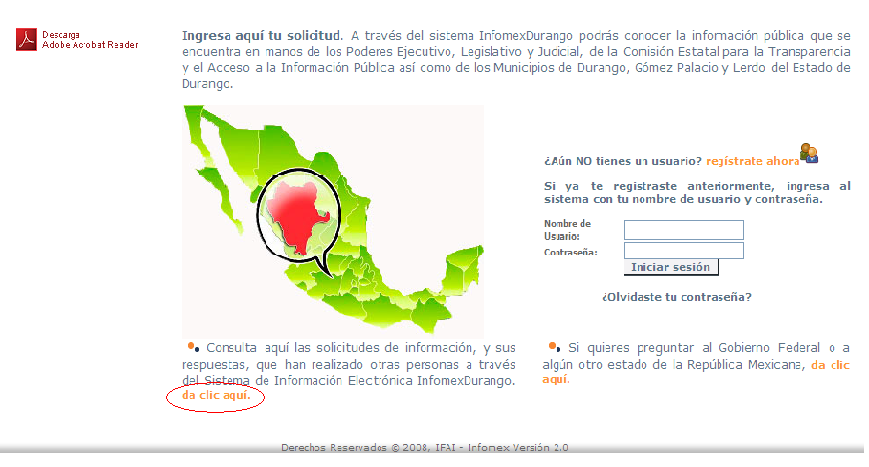 Descarga
Adobe Acrobat Reader
Ingresa aquí tu solicitud. A través del sistema InfomexDurango podrás conocer la información pública que se
encuentra en manos de los Poderes Ejecutivo, Legislativo y Judicial, de la Comisión Estatal para la Transparencia
y el Acceso a la Información Pública así como de los Municipios de Durango, Gómez Palacio y Lerdo del Estado de
Durango.
¿Aún NO tienes un usuario? regístrate ahora
Si ya te registraste anteriormente, ingresa al
sistema con tu nombre de usuario y contraseña.
Nombre de
Usuario:
Contraseña:
Iniciar sesión
¿Olvidaste tu contraseña?
Consulta aquí las solicitudes de información, y sus
respuestas, que han realizado otras personas a través
del Sistema de Información Electrónica InfomexDurango.
da clic aquí.
Si quieres preguntar al Gobierno Federal o a
algún otro estado de la República Mexicana, da clic
aquí.
Derechos Reservados © 2008, IFAI - Infomex Versión 2.0